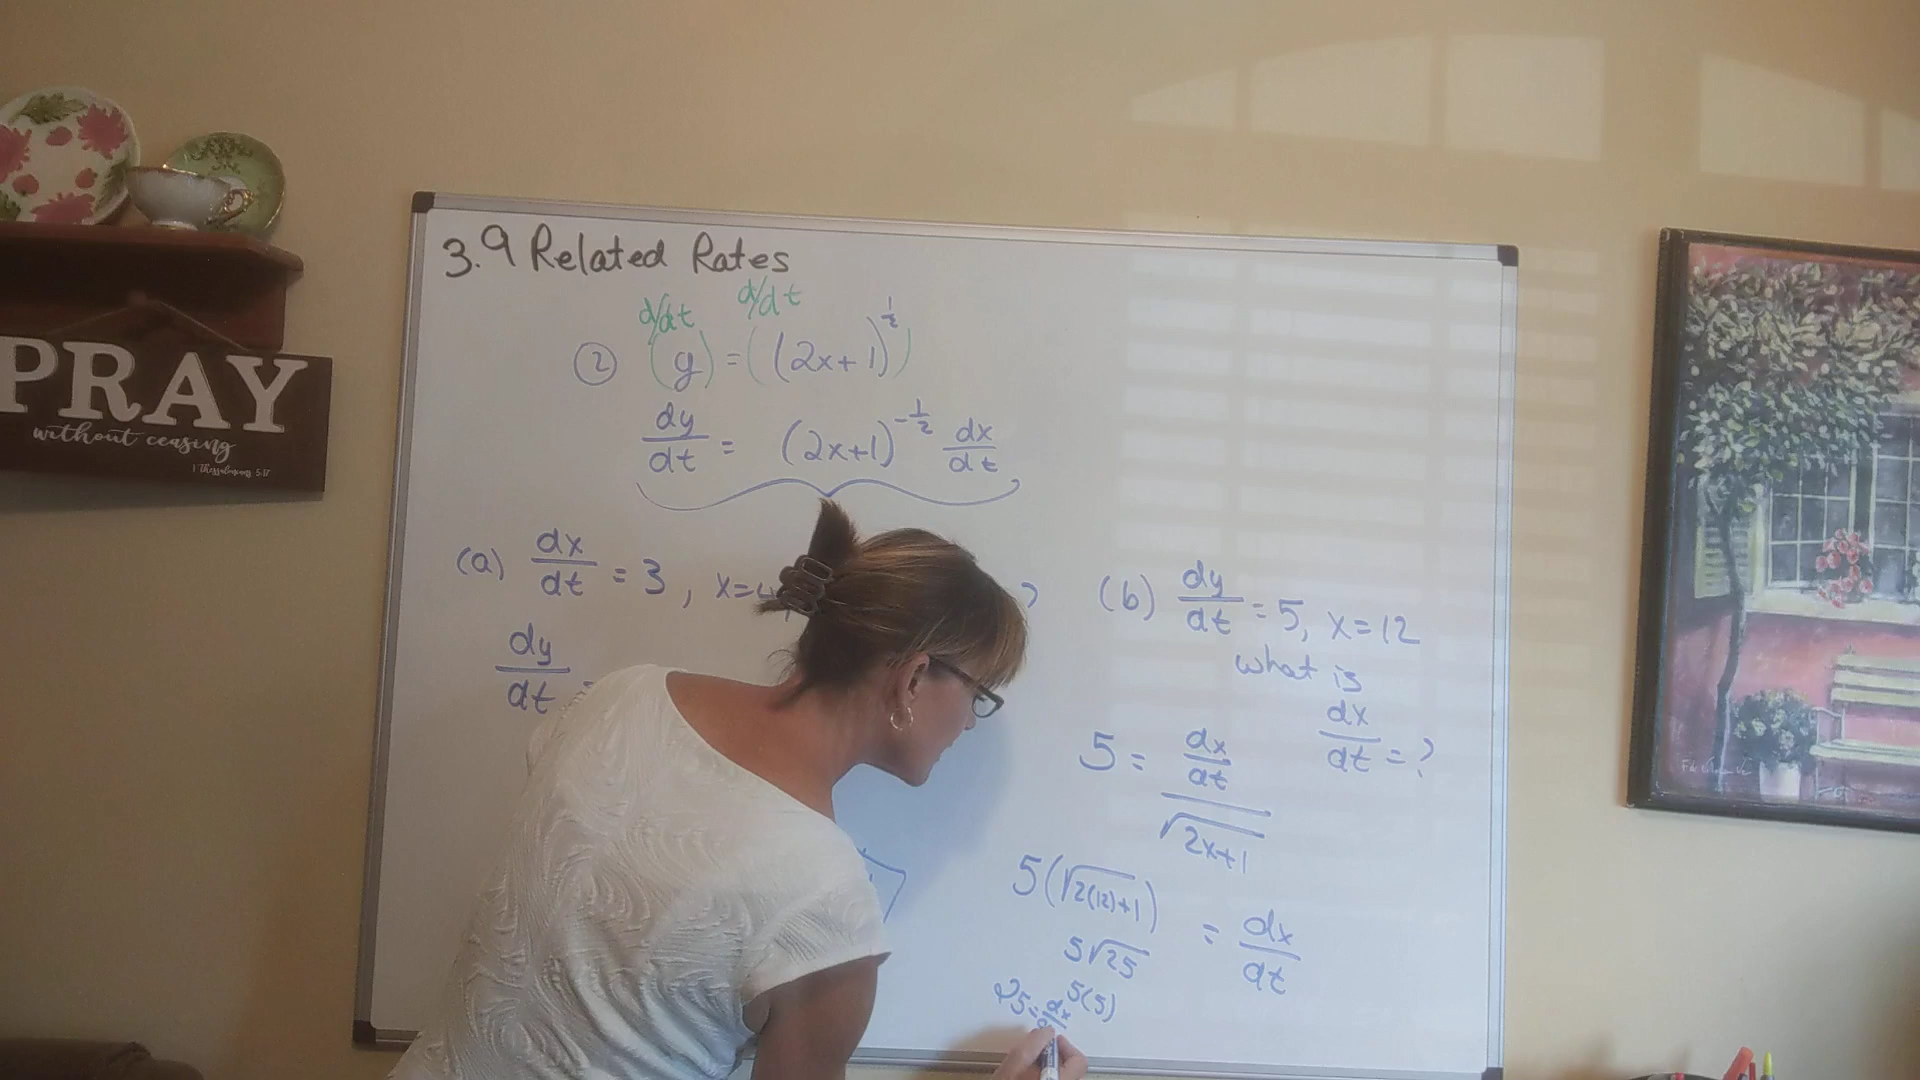 PRAY
without ceasing
1 Thessalonians 5:17
3.9 Related Rates
d/dt d/dt
② (y) = ((2x+1)^½)
dy/dt = (2x+1)^-½ dx/dt
(a) dx/dt = 3, x=4, ?
dy/dt =
(b) dy/dt = 5, x=12
what is
dx/dt = ?
5 = dx/dt / √2x+1
5(√2(12)+1) = dx/dt
5√25
5(5)
25 = dx